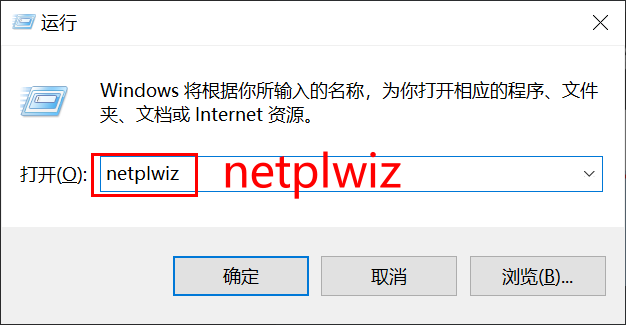 运行
Windows 将根据你所输入的名称，为你打开相应的程序、文件
夹、文档或 Internet 资源。
打开(O): netplwiz netplwiz
确定 取消 浏览(B)...